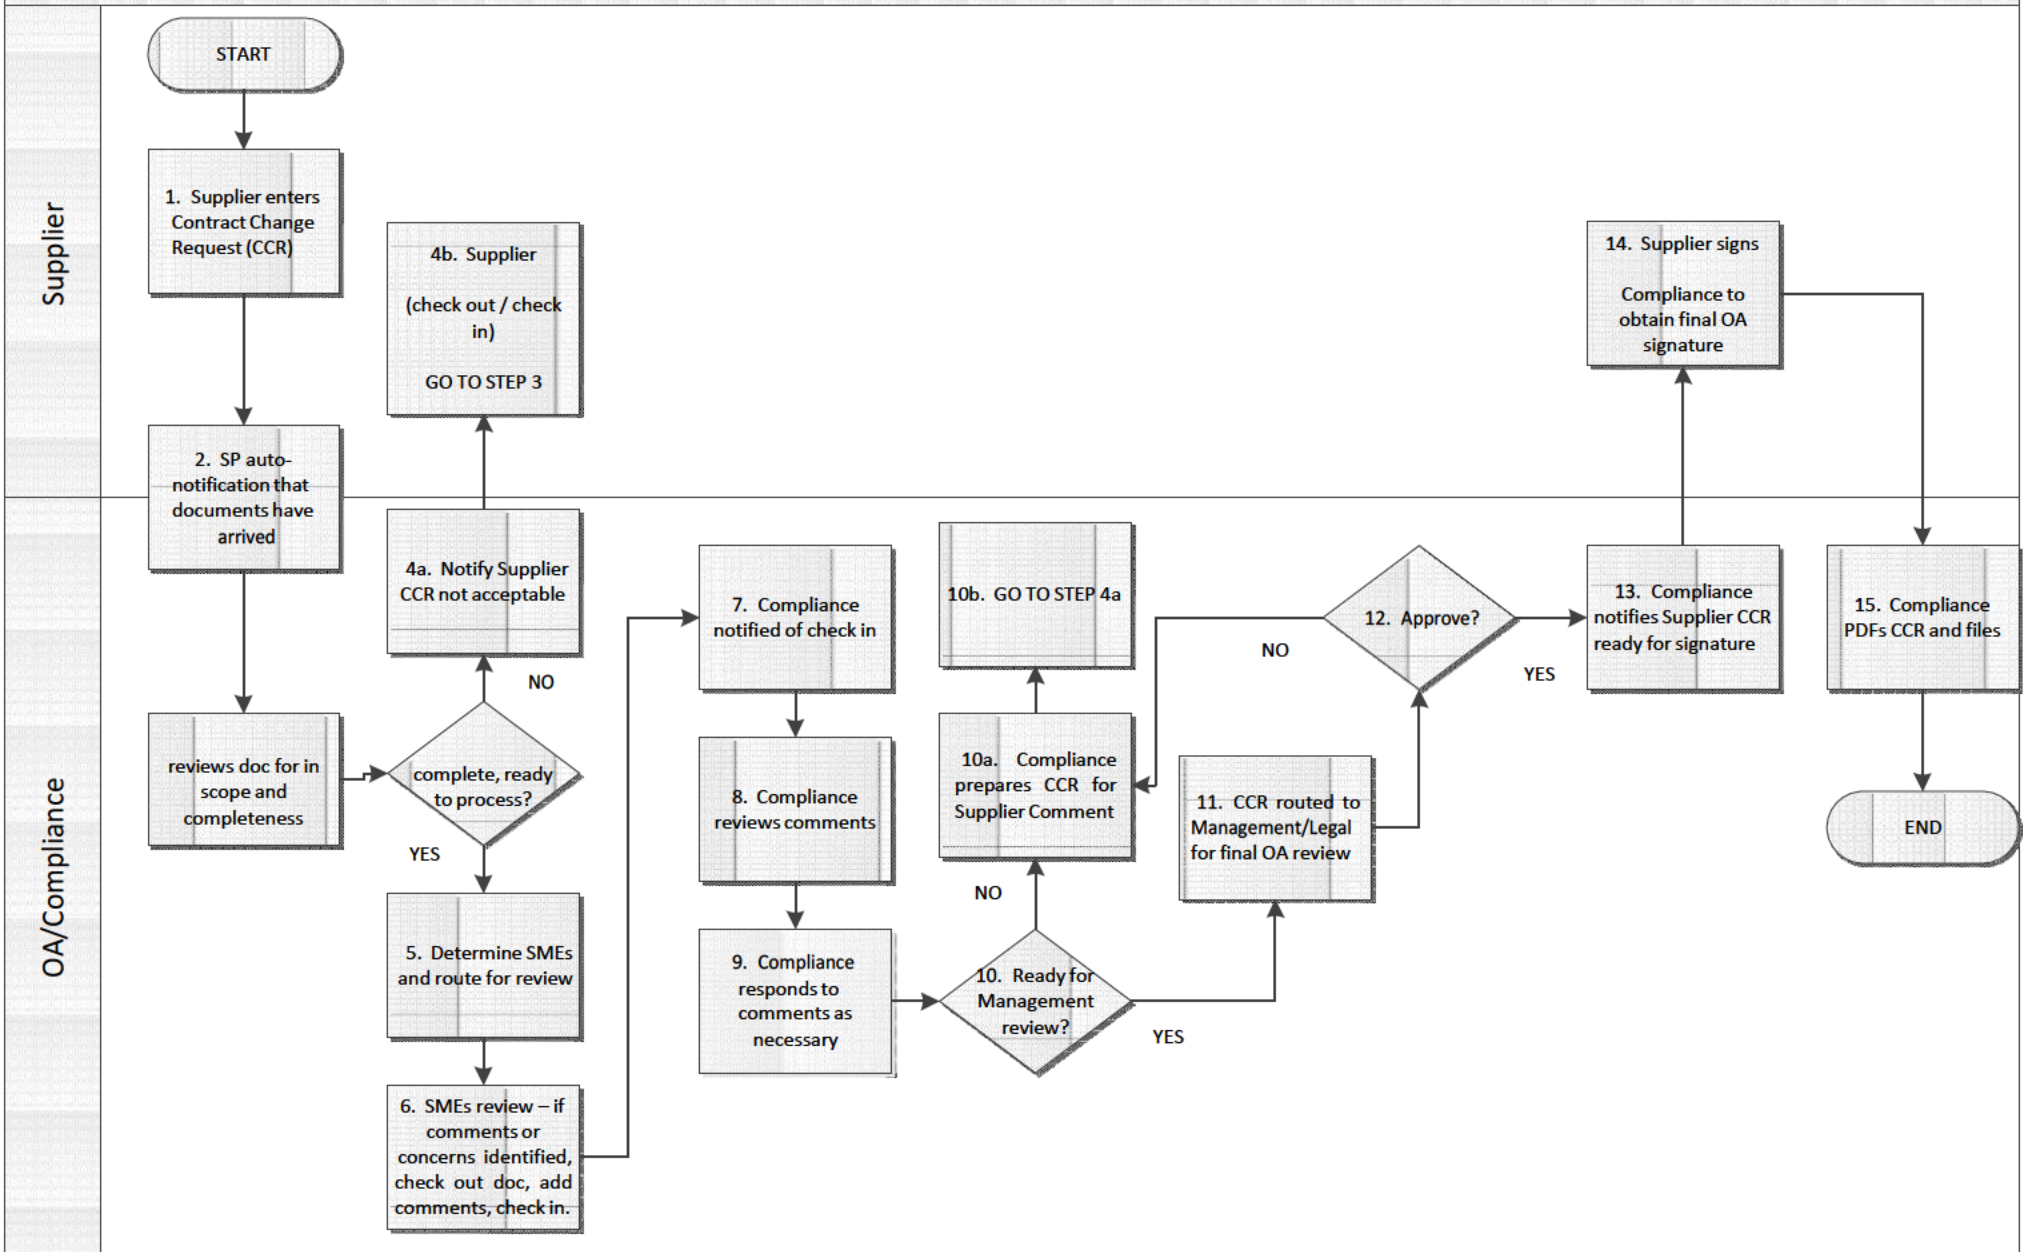 Supplier
OA/Compliance
START
1. Supplier enters
Contract Change
Request (CCR)
2. SP auto-
notification that
documents have
arrived
reviews doc for in
scope and
completeness
complete, ready
to process?
NO
YES
4a. Notify Supplier
CCR not acceptable
4b. Supplier
(check out / check
in)
GO TO STEP 3
5. Determine SMEs
and route for review
6. SMEs review – if
comments or
concerns identified,
check out doc, add
comments, check in.
7. Compliance
notified of check in
8. Compliance
reviews comments
9. Compliance
responds to
comments as
necessary
10. Ready for
Management
review?
NO
YES
10a. Compliance
prepares CCR for
Supplier Comment
10b. GO TO STEP 4a
11. CCR routed to
Management/Legal
for final OA review
12. Approve?
NO
YES
13. Compliance
notifies Supplier CCR
ready for signature
14. Supplier signs
Compliance to
obtain final OA
signature
15. Compliance
PDFs CCR and files
END